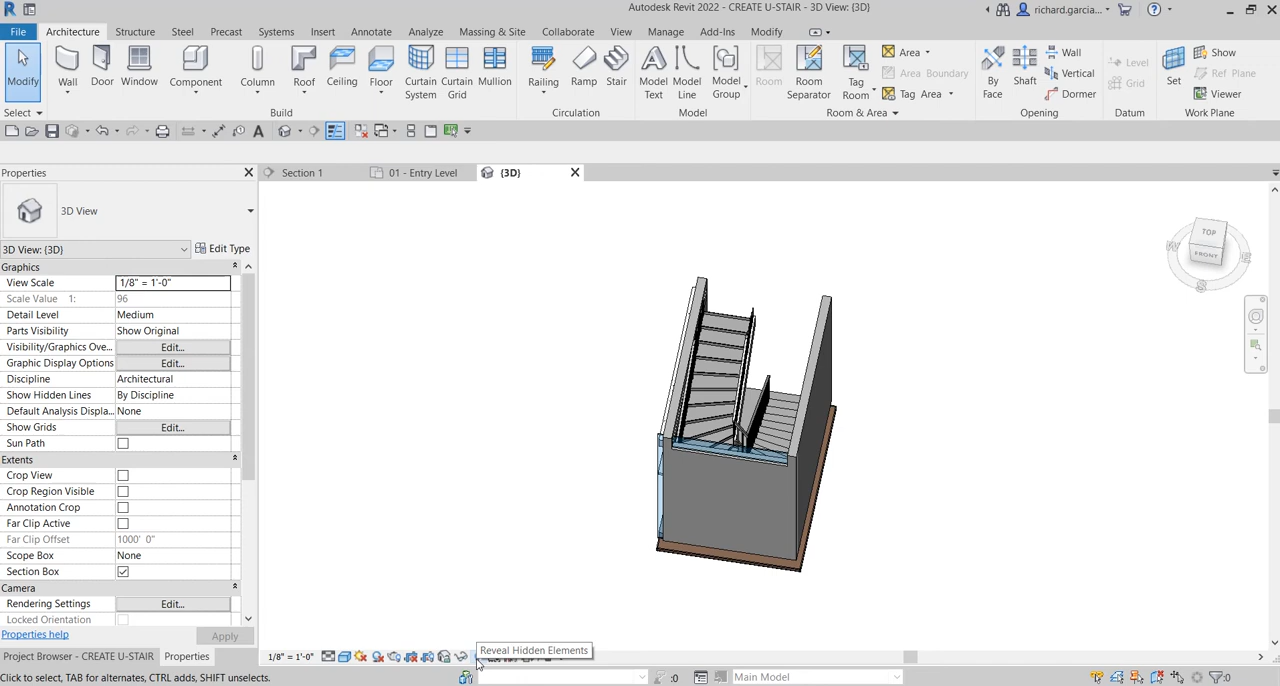 Autodesk Revit 2022 - CREATE U-STAIR - 3D View: {3D}
richard.garcia...
File Architecture Structure Steel Precast Systems Insert Annotate Analyze Massing & Site Collaborate View Manage Add-Ins Modify
Modify Wall Door Window Component Column Roof Ceiling Floor Curtain System Curtain Grid Mullion Railing Ramp Stair Model Text Model Line Model Group Room Room Separator Tag Room Area Area Boundary Tag Area By Face Shaft Wall Vertical Dormer Level Grid Set Show Ref Plane Viewer
Select Build Circulation Model Room & Area Opening Datum Work Plane
Properties
Section 1 01 - Entry Level {3D}
3D View
3D View: {3D} Edit Type
Graphics
View Scale 1/8" = 1'-0"
Scale Value 1: 96
Detail Level Medium
Parts Visibility Show Original
Visibility/Graphics Ove... Edit...
Graphic Display Options Edit...
Discipline Architectural
Show Hidden Lines By Discipline
Default Analysis Displa... None
Show Grids Edit...
Sun Path
Extents
Crop View
Crop Region Visible
Annotation Crop
Far Clip Active
Far Clip Offset 1000' 0"
Scope Box None
Section Box
Camera
Rendering Settings Edit...
Locked Orientation
Properties help Apply
Project Browser - CREATE U-STAIR Properties
TOP
FRONT
W
E
S
Reveal Hidden Elements
1/8" = 1'-0"
Click to select, TAB for alternates, CTRL adds, SHIFT unselects.
:0
Main Model
:0